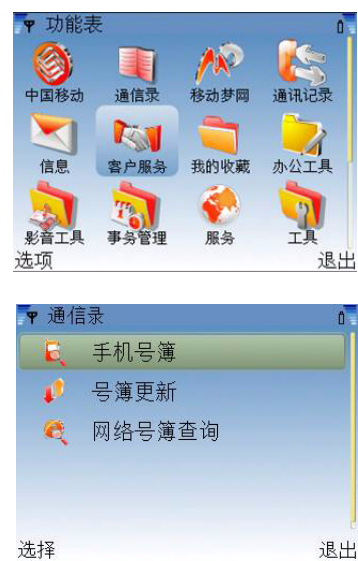 功能表
中国移动 通信录 移动梦网 通讯记录
信息 客户服务 我的收藏 办公工具
影音工具 事务管理 服务 工具
选项 退出
通信录
手机号簿
号簿更新
网络号簿查询
选择 退出